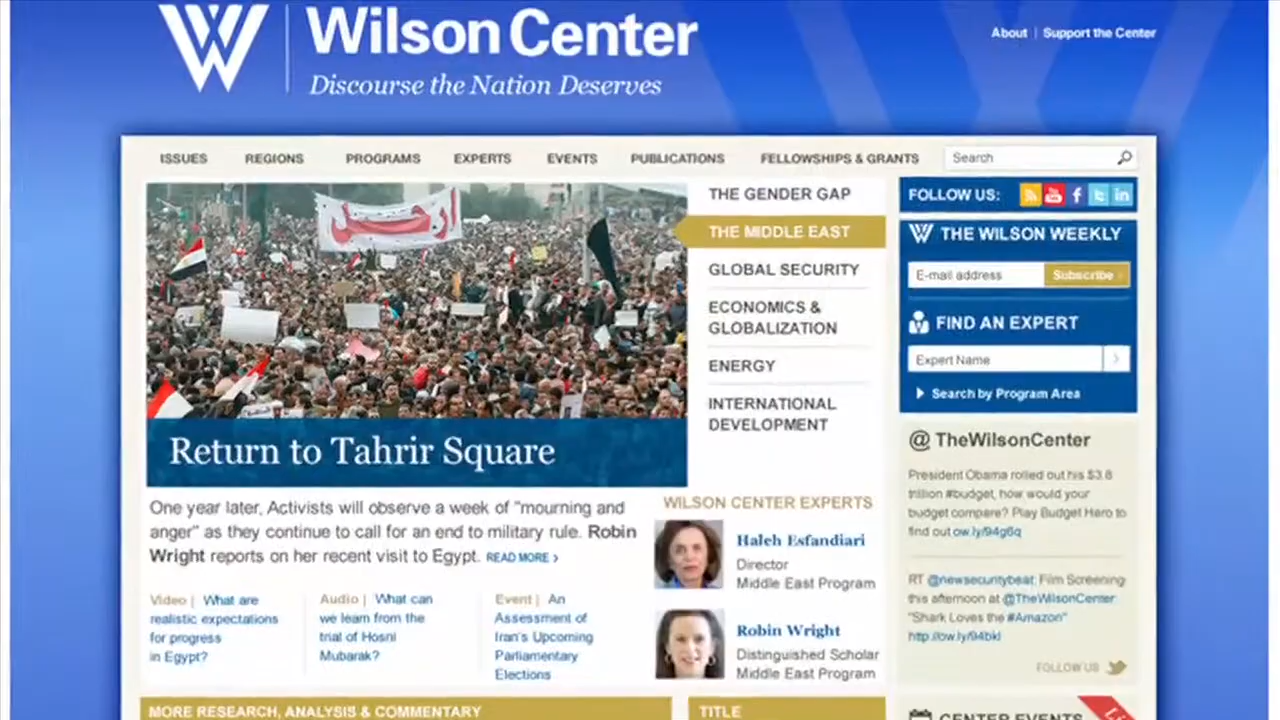 Wilson Center
Discourse the Nation Deserves
About | Support the Center
ISSUES REGIONS PROGRAMS EXPERTS EVENTS PUBLICATIONS FELLOWSHIPS & GRANTS
Search
ارحل
Return to Tahrir Square
One year later, Activists will observe a week of "mourning and
anger" as they continue to call for an end to military rule. Robin
Wright reports on her recent visit to Egypt. READ MORE ›
Video | What are
realistic expectations
for progress
in Egypt?
Audio | What can
we learn from the
trial of Hosni
Mubarak?
Event | An
Assessment of
Iran's Upcoming
Parliamentary
Elections
THE GENDER GAP
THE MIDDLE EAST
GLOBAL SECURITY
ECONOMICS &
GLOBALIZATION
ENERGY
INTERNATIONAL
DEVELOPMENT
WILSON CENTER EXPERTS
Haleh Esfandiari
Director
Middle East Program
Robin Wright
Distinguished Scholar
Middle East Program
FOLLOW US:
THE WILSON WEEKLY
E-mail address
Subscribe ›
FIND AN EXPERT
Expert Name
Search by Program Area
@ TheWilsonCenter
President Obama rolled out his $3.8
trillion #budget, how would your
budget compare? Play Budget Hero to
find out ow.ly/94g6q
RT @newsecuritybeat: Film Screening
this afternoon at @TheWilsonCenter:
"Shark Loves the #Amazon"
http://ow.ly/94bkl
FOLLOW US
MORE RESEARCH, ANALYSIS & COMMENTARY
TITLE
CENTER EVENTS